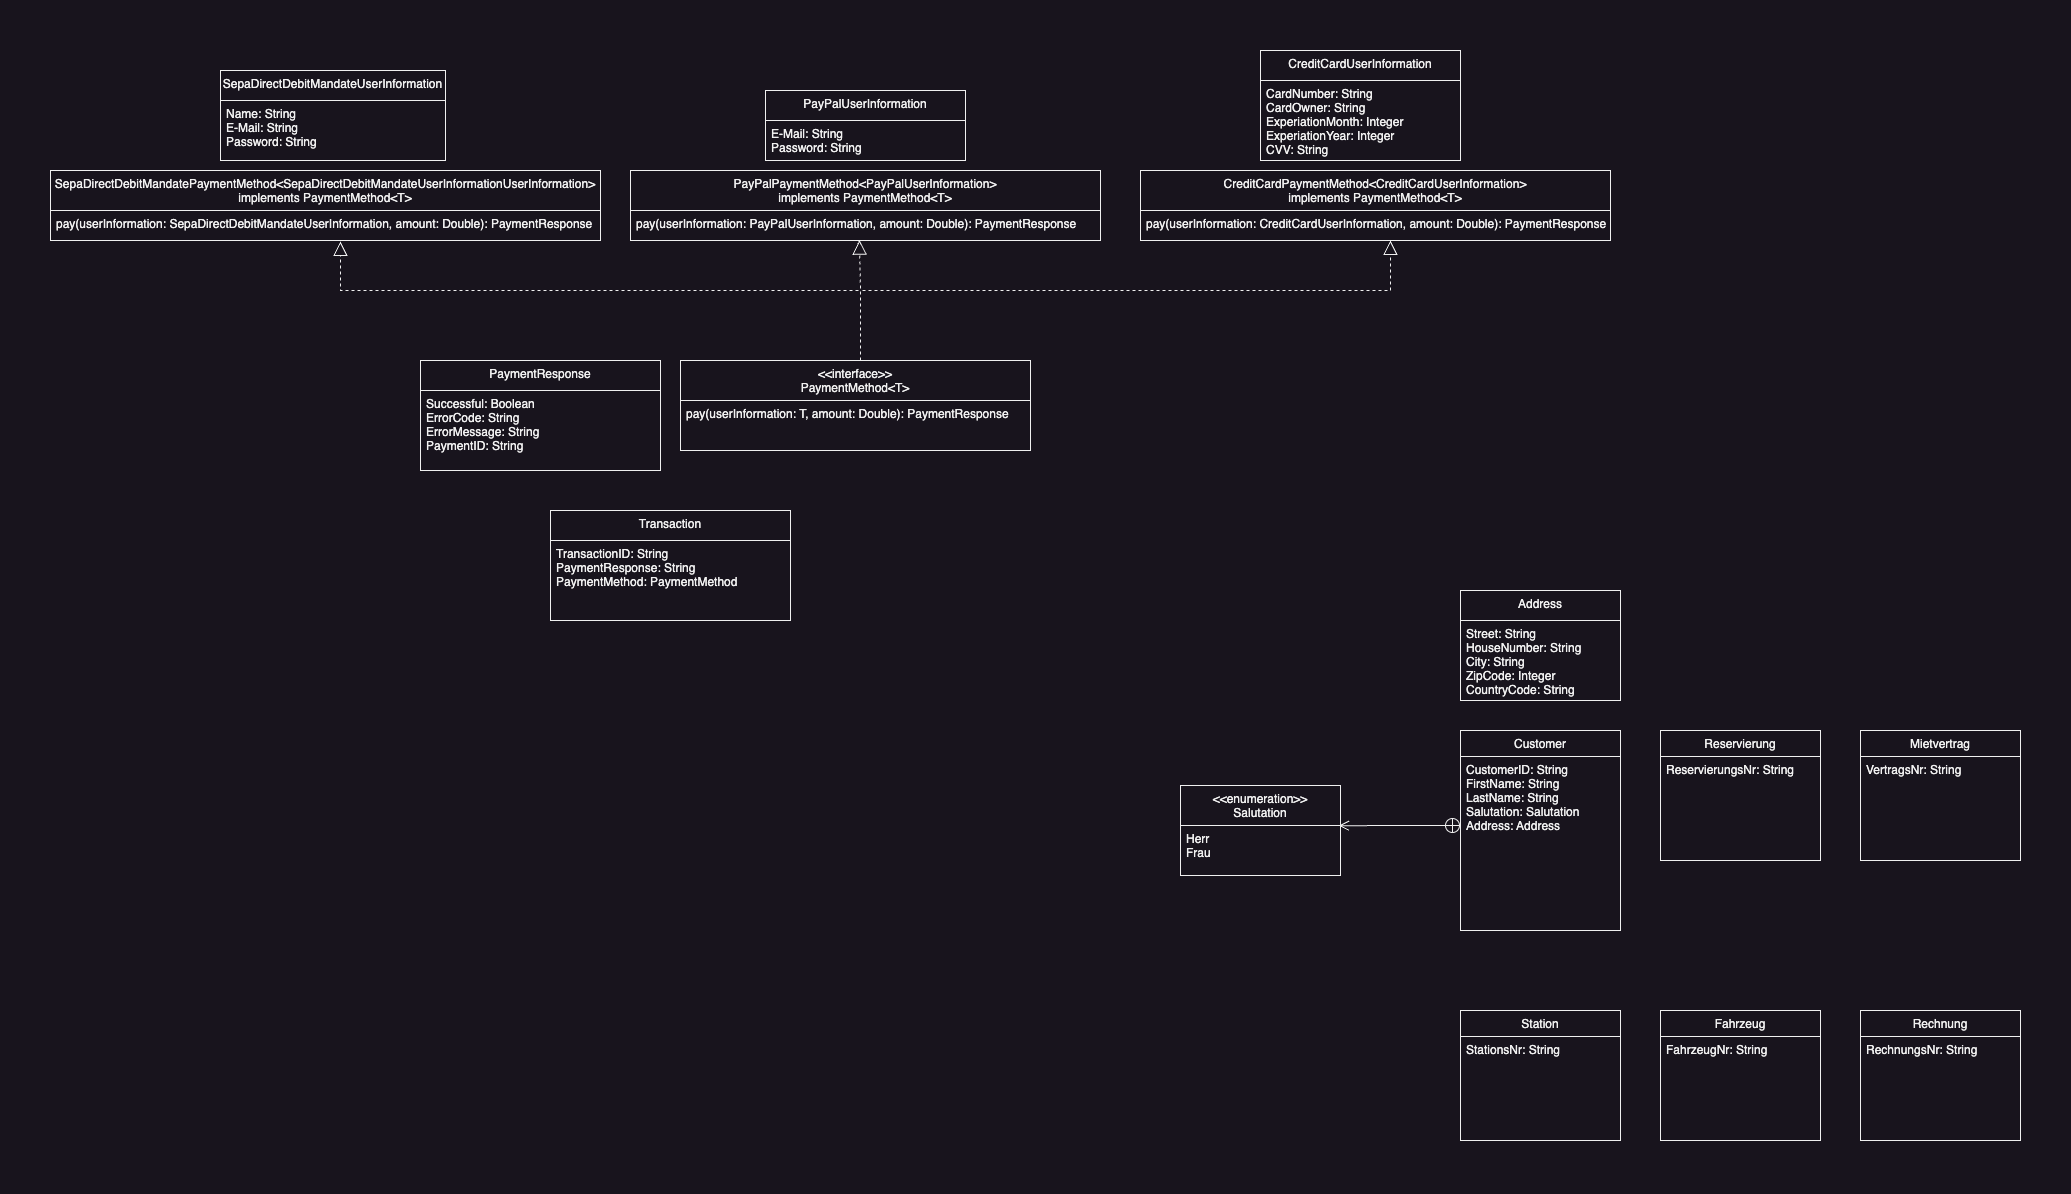 SepaDirectDebitMandateUserInformation
Name: String
E-Mail: String
Password: String
PayPalUserInformation
E-Mail: String
Password: String
CreditCardUserInformation
CardNumber: String
CardOwner: String
ExperiationMonth: Integer
ExperiationYear: Integer
CVV: String
SepaDirectDebitMandatePaymentMethod<SepaDirectDebitMandateUserInformationUserInformation>
implements PaymentMethod<T>
pay(userInformation: SepaDirectDebitMandateUserInformation, amount: Double): PaymentResponse
PayPalPaymentMethod<PayPalUserInformation>
implements PaymentMethod<T>
pay(userInformation: PayPalUserInformation, amount: Double): PaymentResponse
CreditCardPaymentMethod<CreditCardUserInformation>
implements PaymentMethod<T>
pay(userInformation: CreditCardUserInformation, amount: Double): PaymentResponse
PaymentResponse
Successful: Boolean
ErrorCode: String
ErrorMessage: String
PaymentID: String
<<interface>>
PaymentMethod<T>
pay(userInformation: T, amount: Double): PaymentResponse
Transaction
TransactionID: String
PaymentResponse: String
PaymentMethod: PaymentMethod
Address
Street: String
HouseNumber: String
City: String
ZipCode: Integer
CountryCode: String
<<enumeration>>
Salutation
Herr
Frau
Customer
CustomerID: String
FirstName: String
LastName: String
Salutation: Salutation
Address: Address
Reservierung
ReservierungsNr: String
Mietvertrag
VertragsNr: String
Station
StationsNr: String
Fahrzeug
FahrzeugNr: String
Rechnung
RechnungsNr: String